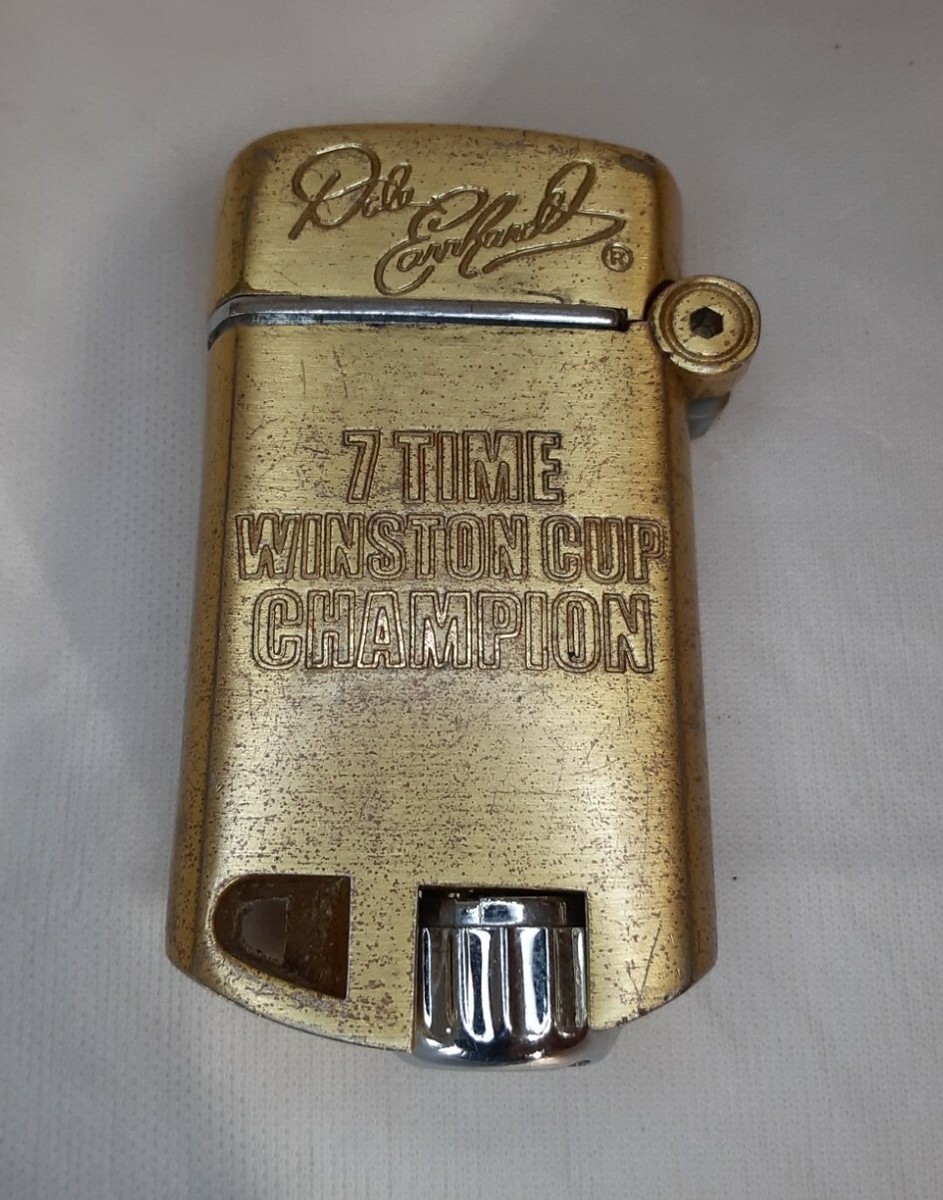 Dale
Earnhardt ®
7 TIME
WINSTON CUP
CHAMPION